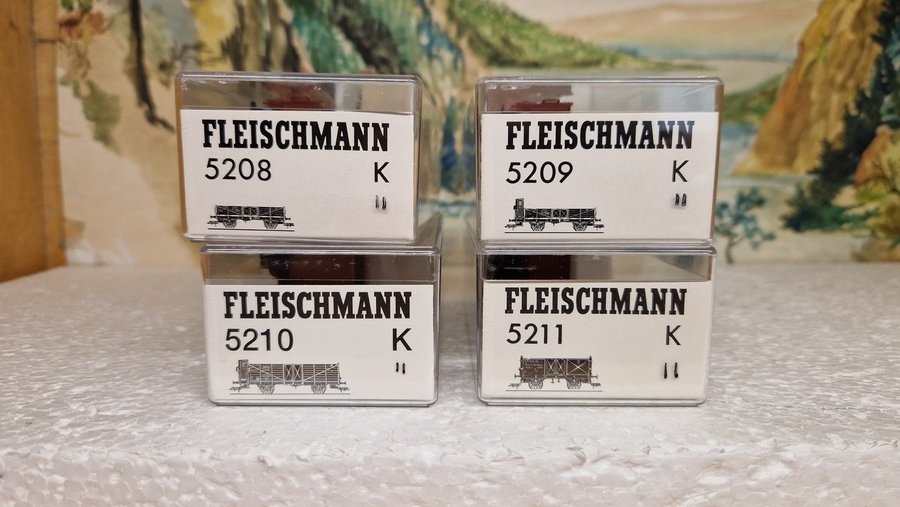 FLEISCHMANN
5208 K
FLEISCHMANN
5209 K
FLEISCHMANN
5210 K
FLEISCHMANN
5211 K